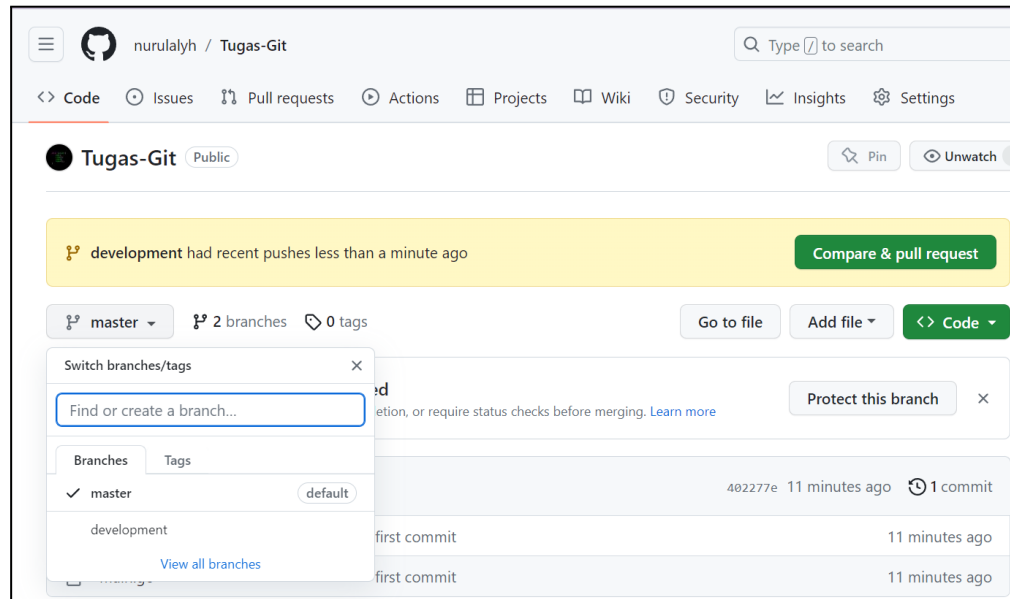 nurulalyh / Tugas-Git
Type / to search
Code Issues Pull requests Actions Projects Wiki Security Insights Settings
Tugas-Git Public
Pin Unwatch
development had recent pushes less than a minute ago
Compare & pull request
master 2 branches 0 tags
Go to file Add file Code
Switch branches/tags
Find or create a branch...
etion, or require status checks before merging. Learn more
Protect this branch
Branches Tags
master default
402277e 11 minutes ago 1 commit
development
first commit 11 minutes ago
View all branches
first commit 11 minutes ago